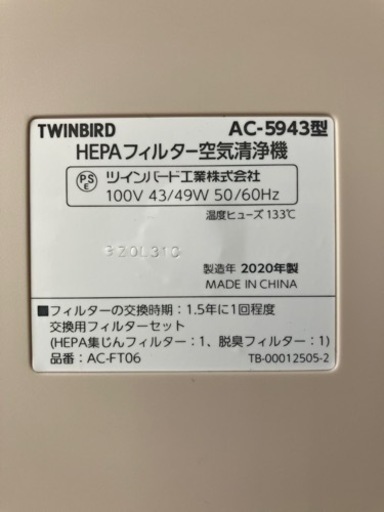 TWINBIRD AC-5943型
HEPAフィルター空気清浄機
PSE ツインバード工業株式会社
100V 43/49W 50/60Hz
温度ヒューズ 133℃
製造年 2020年製
MADE IN CHINA
■フィルターの交換時期：1.5年に1回程度
交換用フィルターセット
(HEPA集じんフィルター：1、脱臭フィルター：1)
品番：AC-FT06 TB-00012505-2